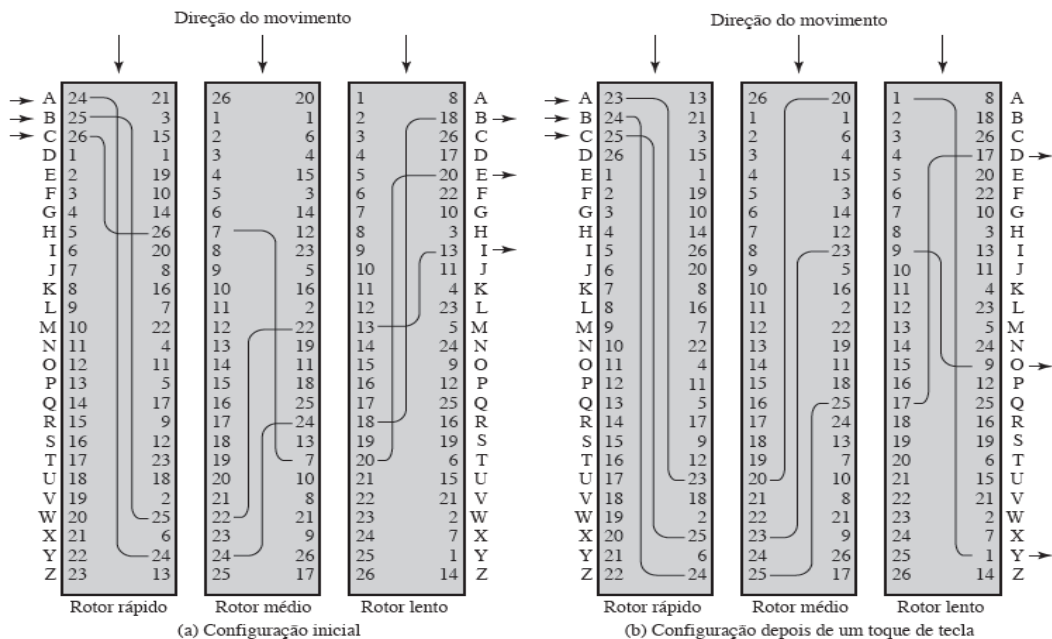 Direção do movimento Direção do movimento
A 24 21 26 20 1 8 A A 23 13 26 20 1 8 A
B 25 3 1 1 2 18 B B 24 21 1 1 2 18 B
C 26 15 2 6 3 26 C C 25 3 2 6 3 26 C
D 1 1 3 4 4 17 D D 26 15 3 4 4 17 D
E 2 19 4 15 5 20 E E 1 1 4 15 5 20 E
F 3 10 5 3 6 22 F F 2 19 5 3 6 22 F
G 4 14 6 14 7 10 G G 3 10 6 14 7 10 G
H 5 26 7 12 8 3 H H 4 14 7 12 8 3 H
I 6 20 8 23 9 13 I I 5 26 8 23 9 13 I
J 7 8 9 5 10 11 J J 6 20 9 5 10 11 J
K 8 16 10 16 11 4 K K 7 8 10 16 11 4 K
L 9 7 11 2 12 23 L L 8 16 11 2 12 23 L
M 10 22 12 22 13 5 M M 9 7 12 22 13 5 M
N 11 4 13 19 14 24 N N 10 22 13 19 14 24 N
O 12 11 14 11 15 9 O O 11 4 14 11 15 9 O
P 13 5 15 18 16 12 P P 12 11 15 18 16 12 P
Q 14 17 16 25 17 25 Q Q 13 5 16 25 17 25 Q
R 15 9 17 24 18 16 R R 14 17 17 24 18 16 R
S 16 12 18 13 19 19 S S 15 9 18 13 19 19 S
T 17 23 19 7 20 6 T T 16 12 19 7 20 6 T
U 18 18 20 10 21 15 U U 17 23 20 10 21 15 U
V 19 2 21 8 22 21 V V 18 18 21 8 22 21 V
W 20 25 22 21 23 2 W W 19 2 22 21 23 2 W
X 21 6 23 9 24 7 X X 20 25 23 9 24 7 X
Y 22 24 24 26 25 1 Y Y 21 6 24 26 25 1 Y
Z 23 13 25 17 26 14 Z Z 22 24 25 17 26 14 Z
Rotor rápido Rotor médio Rotor lento Rotor rápido Rotor médio Rotor lento
(a) Configuração inicial (b) Configuração depois de um toque de tecla